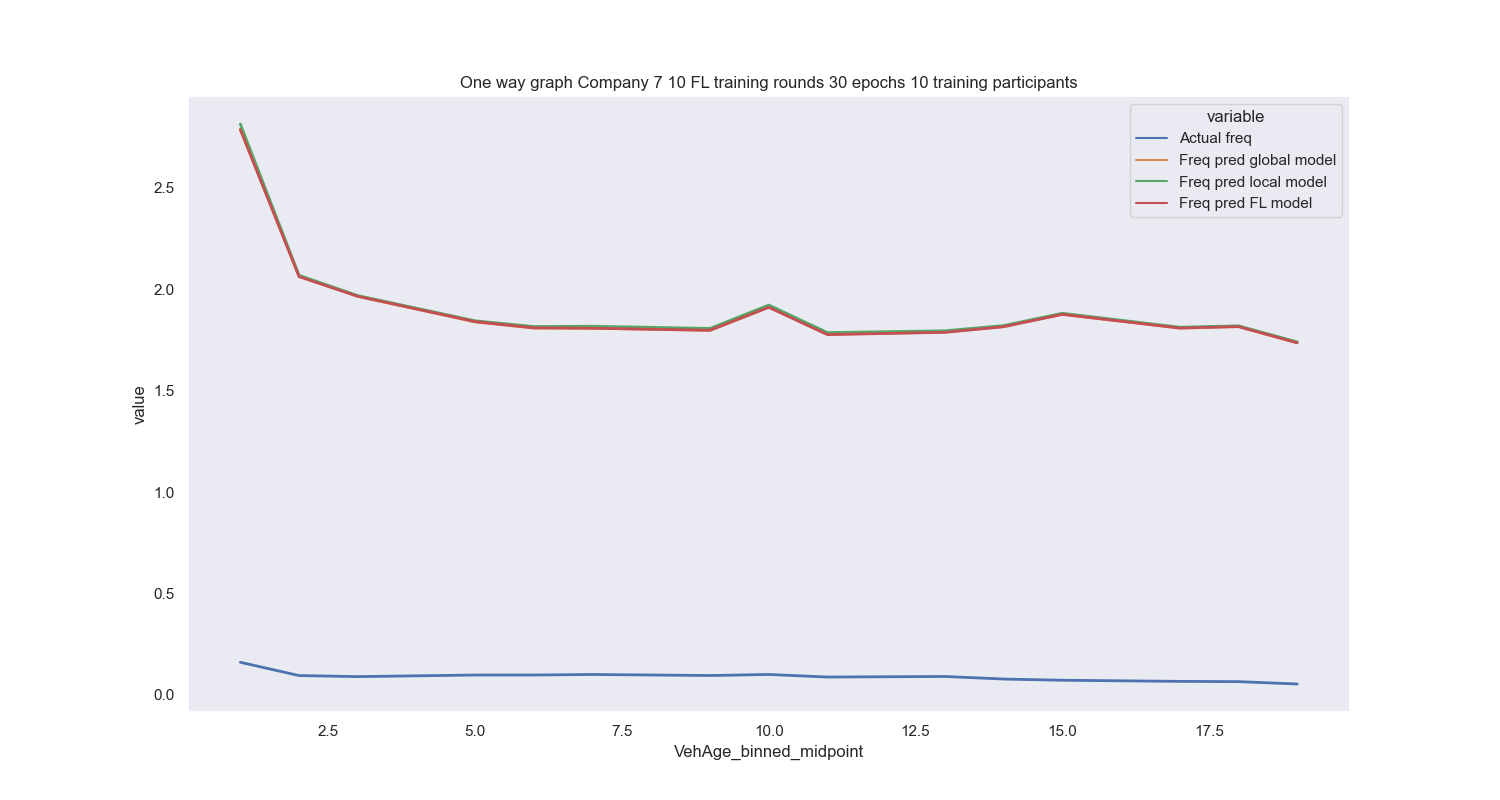 One way graph Company 7 10 FL training rounds 30 epochs 10 training participants
variable
Actual freq
Freq pred global model
Freq pred local model
Freq pred FL model
2.5
2.0
1.5
1.0
0.5
0.0
value
2.5 5.0 7.5 10.0 12.5 15.0 17.5
VehAge_binned_midpoint